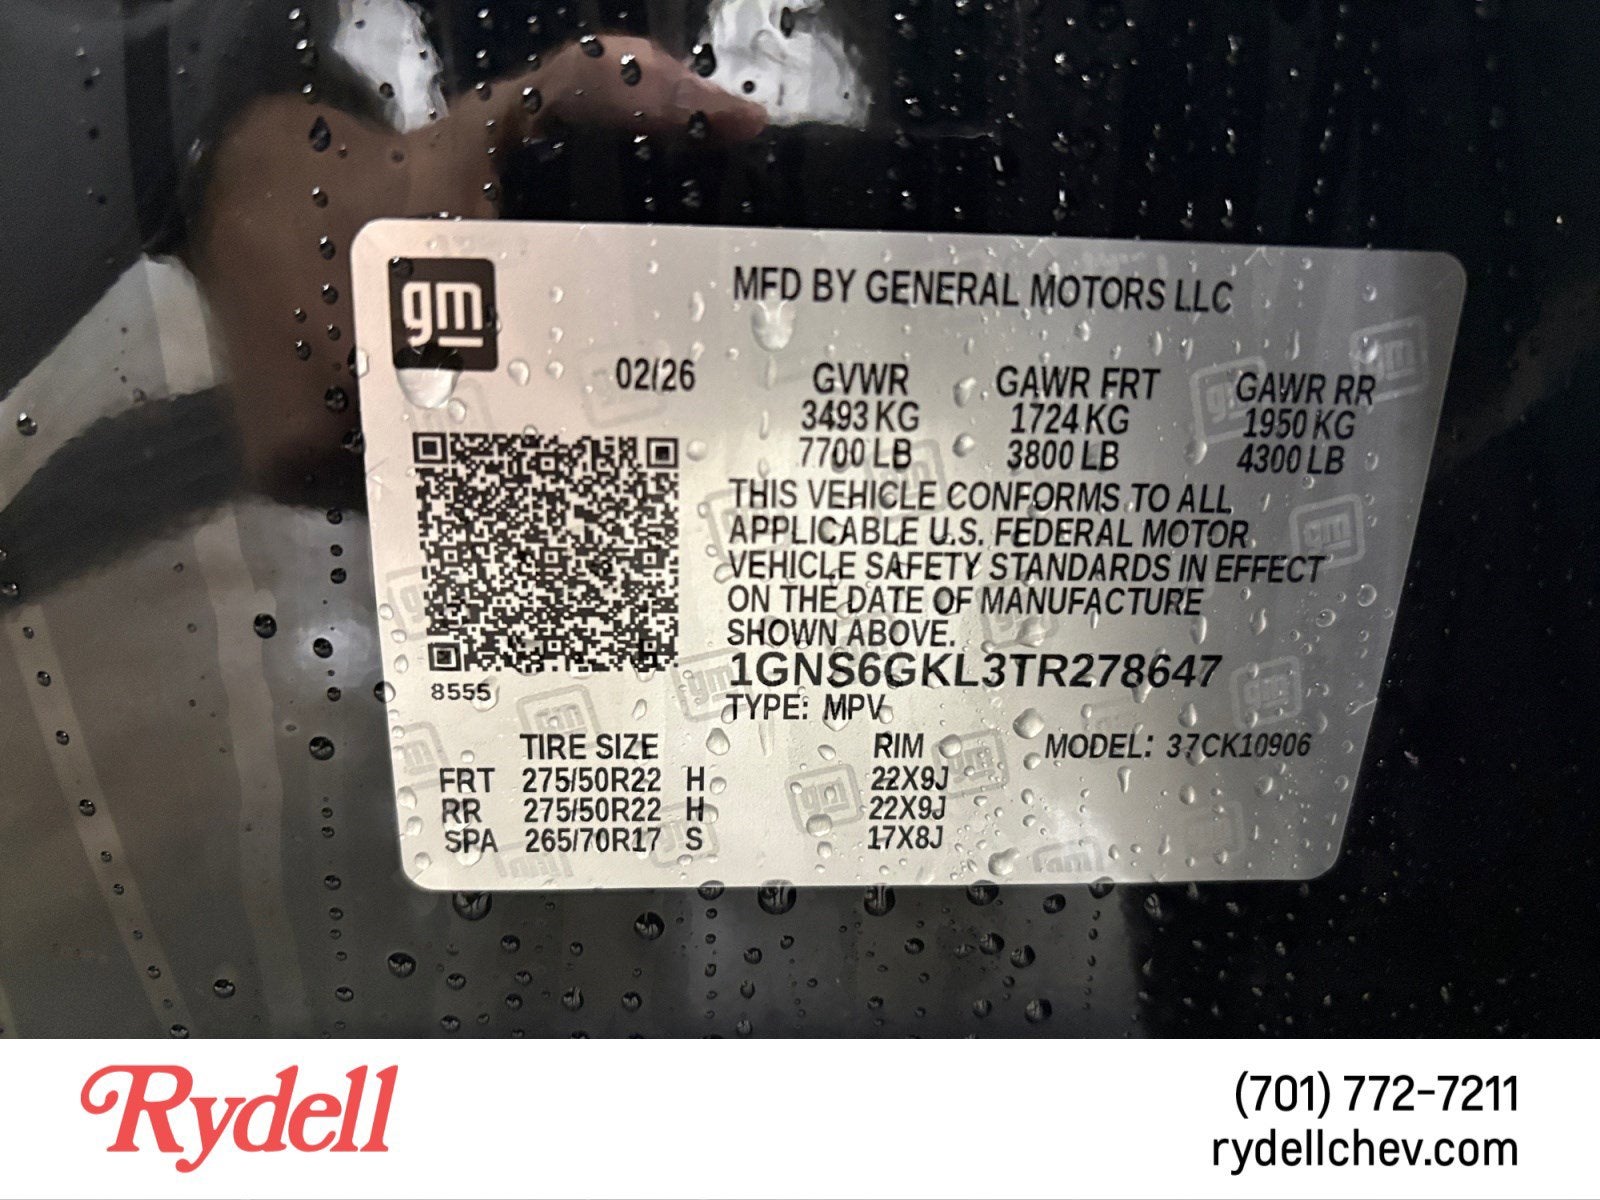 gm
MFD BY GENERAL MOTORS LLC
02/26
GVWR GAWR FRT GAWR RR
3493 KG 1724 KG 1950 KG
7700 LB 3800 LB 4300 LB
THIS VEHICLE CONFORMS TO ALL
APPLICABLE U.S. FEDERAL MOTOR
VEHICLE SAFETY STANDARDS IN EFFECT
ON THE DATE OF MANUFACTURE
SHOWN ABOVE.
1GNS6GKL3TR278647
TYPE: MPV
8555
TIRE SIZE RIM MODEL: 37CK10906
FRT 275/50R22 H 22X9J
RR 275/50R22 H 22X9J
SPA 265/70R17 S 17X8J
Rydell
(701) 772-7211
rydellchev.com